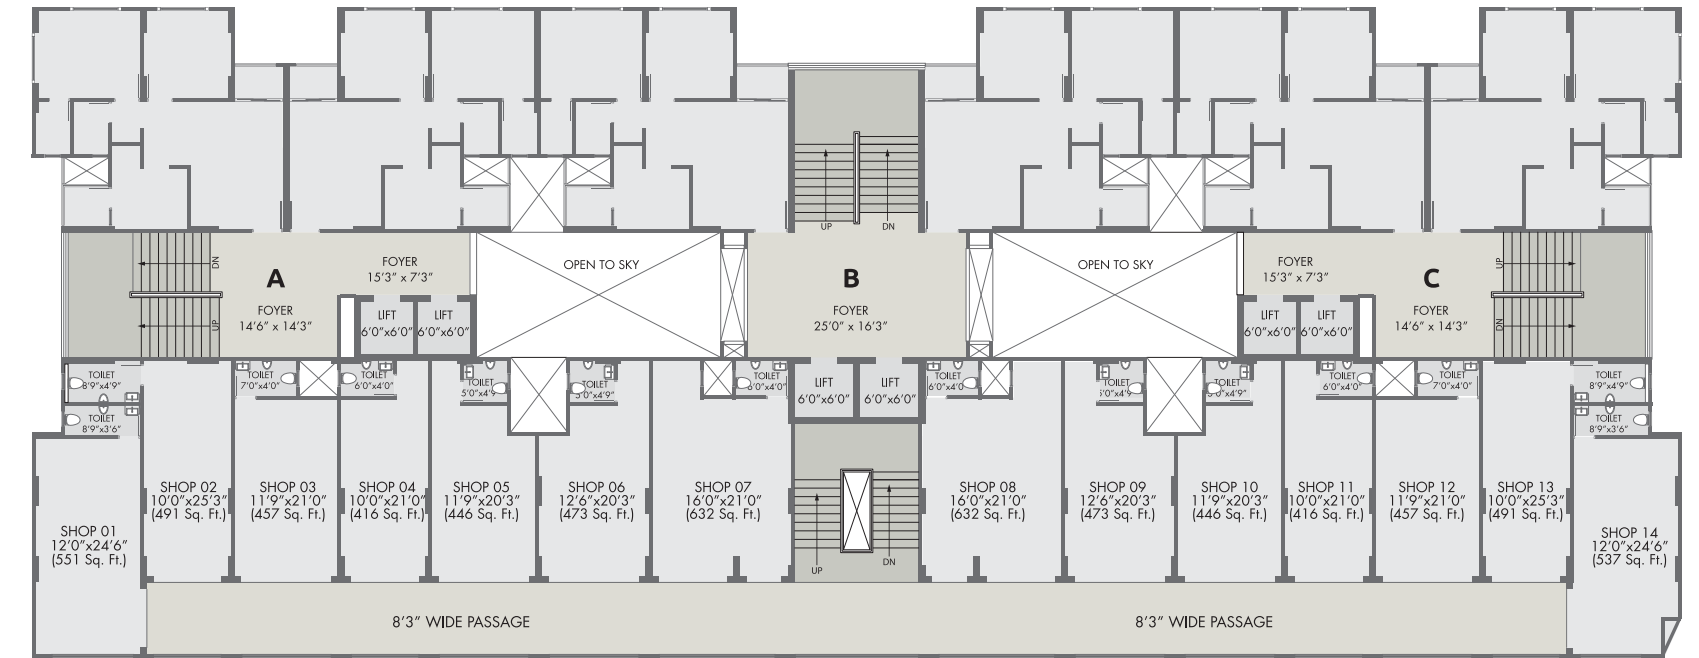 UP
DN
DN
A
FOYER
15'3" x 7'3"
FOYER
14'6" x 14'3"
UP
LIFT
6'0"x6'0"
LIFT
6'0"x6'0"
OPEN TO SKY
B
FOYER
25'0" x 16'3"
OPEN TO SKY
FOYER
15'3" x 7'3"
C
FOYER
14'6" x 14'3"
LIFT
6'0"x6'0"
LIFT
6'0"x6'0"
UP
DN
TOILET
8'9"x4'9"
TOILET
8'9"x3'6"
TOILET
7'0"x4'0"
TOILET
6'0"x4'0"
TOILET
5'0"x4'9"
TOILET
5'0"x4'9"
TOILET
6'0"x4'0"
LIFT
6'0"x6'0"
LIFT
6'0"x6'0"
TOILET
6'0"x4'0
TOILET
5'0"x4'9"
TOILET
5'0"x4'9"
TOILET
6'0"x4'0"
TOILET
7'0"x4'0"
TOILET
8'9"x4'9"
TOILET
8'9"x3'6"
SHOP 01
12'0"x24'6"
(551 Sq. Ft.)
SHOP 02
10'0"x25'3"
(491 Sq. Ft.)
SHOP 03
11'9"x21'0"
(457 Sq. Ft.)
SHOP 04
10'0"x21'0"
(416 Sq. Ft.)
SHOP 05
11'9"x20'3"
(446 Sq. Ft.)
SHOP 06
12'6"x20'3"
(473 Sq. Ft.)
SHOP 07
16'0"x21'0"
(632 Sq. Ft.)
UP
DN
SHOP 08
16'0"x21'0"
(632 Sq. Ft.)
SHOP 09
12'6"x20'3"
(473 Sq. Ft.)
SHOP 10
11'9"x20'3"
(446 Sq. Ft.)
SHOP 11
10'0"x21'0"
(416 Sq. Ft.)
SHOP 12
11'9"x21'0"
(457 Sq. Ft.)
SHOP 13
10'0"x25'3"
(491 Sq. Ft.)
SHOP 14
12'0"x24'6"
(537 Sq. Ft.)
8'3" WIDE PASSAGE
8'3" WIDE PASSAGE